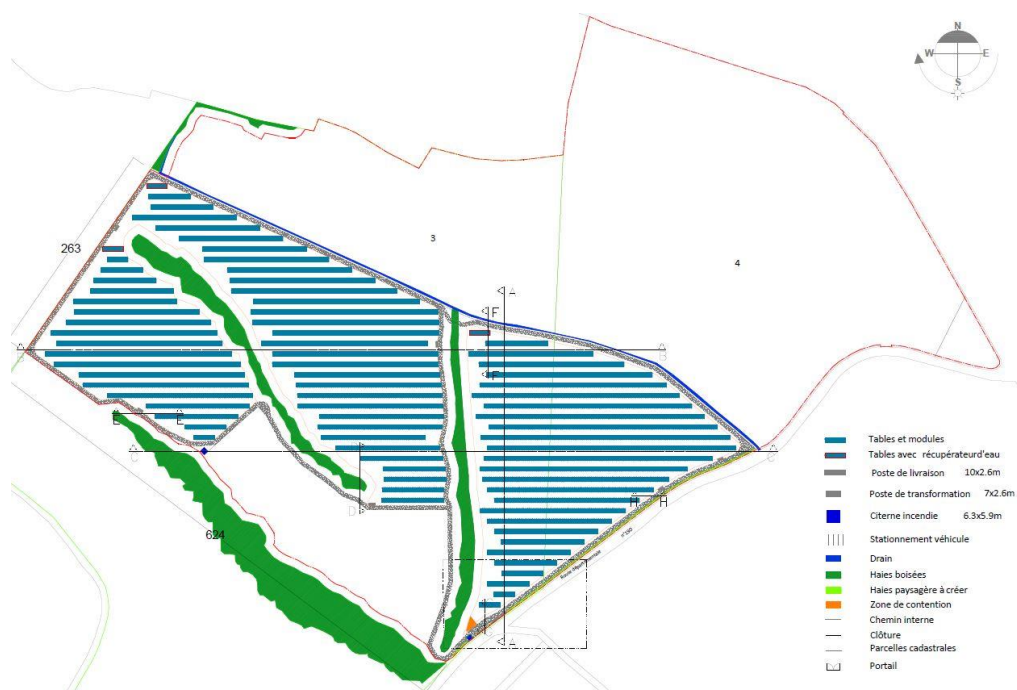 N
W E
S
263
3
4
A
F
B B
F
E E
C C
H H
D
624
A
Tables et modules
Tables avec récupérateurd'eau
Poste de livraison 10x2.6m
Poste de transformation 7x2.6m
Citerne incendie 6.3x5.9m
Stationnement véhicule
Drain
Haies boisées
Haies paysagère à créer
Zone de contention
Chemin interne
Clôture
Parcelles cadastrales
Portail